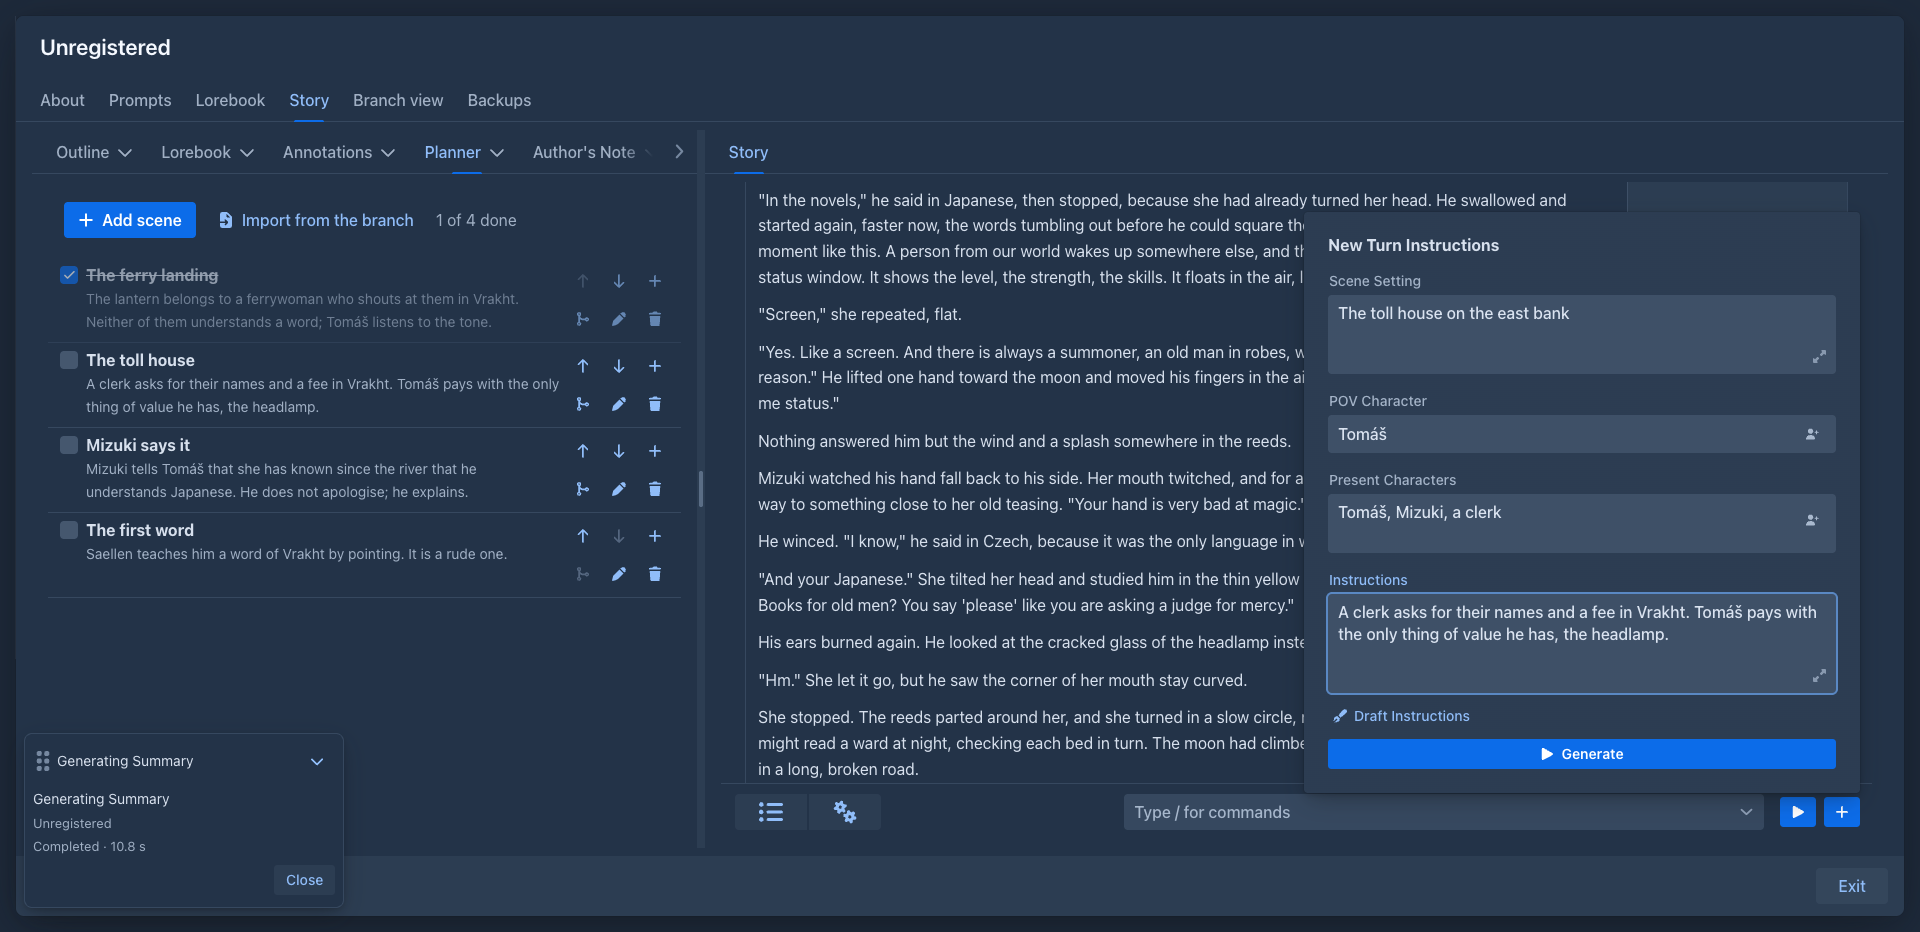 Unregistered
About Prompts Lorebook Story Branch view Backups
Outline Lorebook Annotations Planner Author's Note
Add scene Import from the branch 1 of 4 done
The ferry landing
The lantern belongs to a ferrywoman who shouts at them in Vrakht.
Neither of them understands a word; Tomáš listens to the tone.
The toll house
A clerk asks for their names and a fee in Vrakht. Tomáš pays with the only
thing of value he has, the headlamp.
Mizuki says it
Mizuki tells Tomáš that she has known since the river that he
understands Japanese. He does not apologise; he explains.
The first word
Saellen teaches him a word of Vrakht by pointing. It is a rude one.
Generating Summary
Generating Summary
Unregistered
Completed · 10.8 s
Close
Story
"In the novels," he said in Japanese, then stopped, because she had already turned her head. He swallowed and
started again, faster now, the words tumbling out before he could square
moment like this. A person from our world wakes up somewhere else, and
status window. It shows the level, the strength, the skills. It floats in the air,
"Screen," she repeated, flat.
"Yes. Like a screen. And there is always a summoner, an old man in robes,
reason." He lifted one hand toward the moon and moved his fingers in the
me status."
Nothing answered him but the wind and a splash somewhere in the reeds.
Mizuki watched his hand fall back to his side. Her mouth twitched, and for a
way to something close to her old teasing. "Your hand is very bad at magic."
He winced. "I know," he said in Czech, because it was the only language in
"And your Japanese." She tilted her head and studied him in the thin yellow
Books for old men? You say 'please' like you are asking a judge for mercy."
His ears burned again. He looked at the cracked glass of the headlamp
"Hm." She let it go, but he saw the corner of her mouth stay curved.
She stopped. The reeds parted around her, and she turned in a slow circle,
might read a ward at night, checking each bed in turn. The moon had
in a long, broken road.
Type / for commands
New Turn Instructions
Scene Setting
The toll house on the east bank
POV Character
Tomáš
Present Characters
Tomáš, Mizuki, a clerk
Instructions
A clerk asks for their names and a fee in Vrakht. Tomáš pays with
the only thing of value he has, the headlamp.
Draft Instructions
Generate
Exit